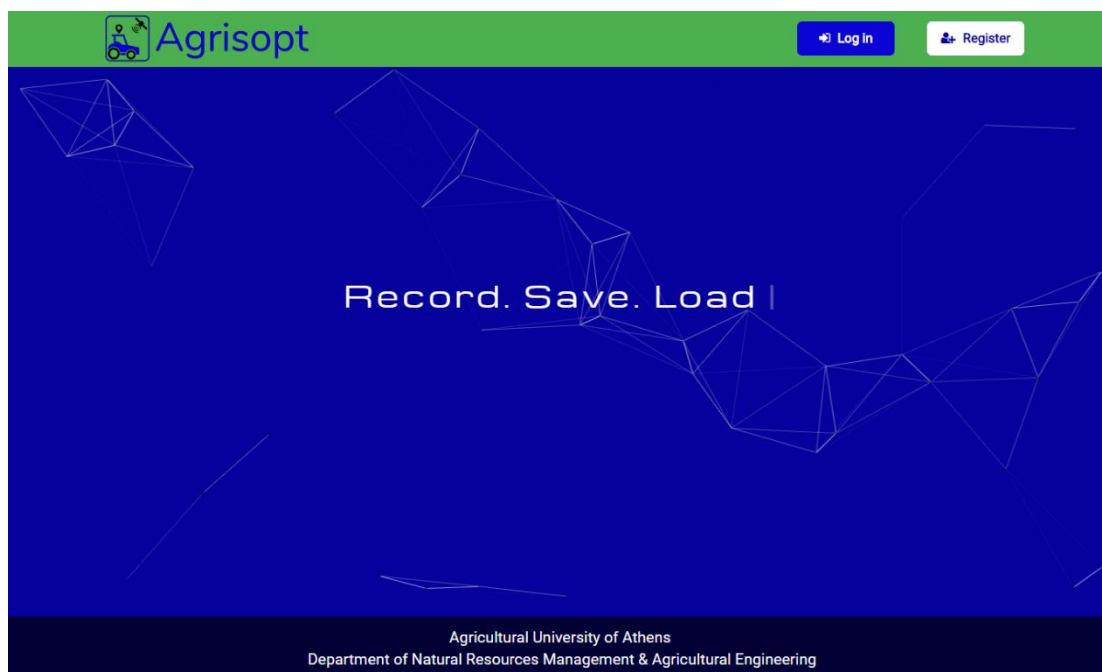 Agrisopt
Log in
Register
Record. Save. Load
Agricultural University of Athens
Department of Natural Resources Management & Agricultural Engineering